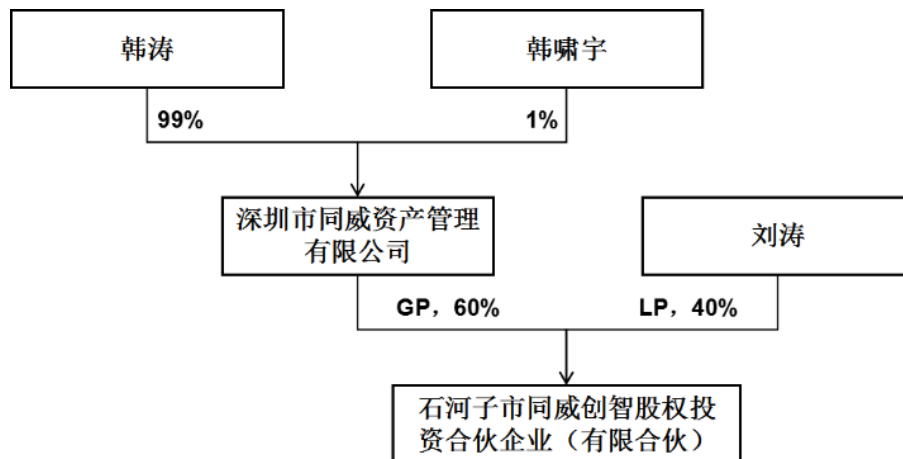 韩涛
韩啸宇
99%
1%
深圳市同威资产管理
有限公司
刘涛
GP，60%
LP，40%
石河子市同威创智股权投
资合伙企业（有限合伙）